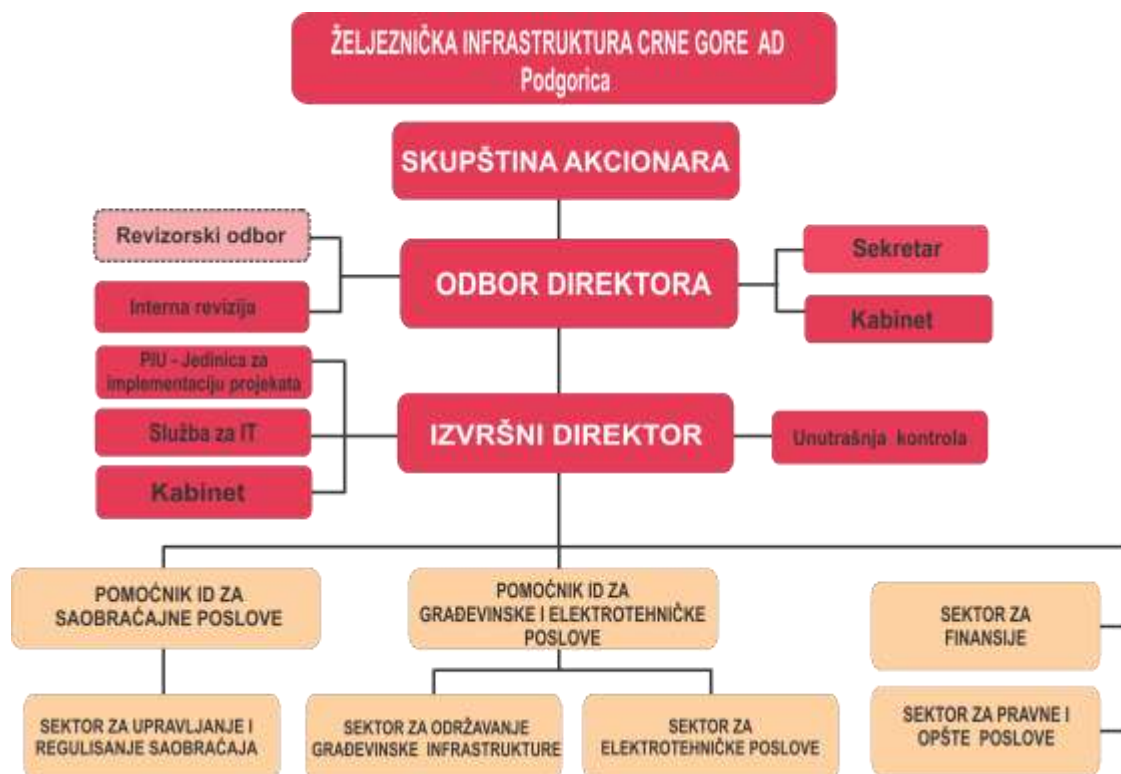 ŽELJEZNIČKA INFRASTRUKTURA CRNE GORE AD
Podgorica
SKUPŠTINA AKCIONARA
Revizorski odbor
ODBOR DIREKTORA
Sekretar
Interna revizija
Kabinet
PIU - Jedinica za
implementaciju projekata
Služba za IT
IZVRŠNI DIREKTOR
Unutrašnja kontrola
Kabinet
POMOĆNIK ID ZA
SAOBRAĆAJNE POSLOVE
POMOĆNIK ID ZA
GRAĐEVINSKE I ELEKTROTEHNIČKE
POSLOVE
SEKTOR ZA
FINANSIJE
SEKTOR ZA UPRAVLJANJE I
REGULISANJE SAOBRAĆAJA
SEKTOR ZA ODRŽAVANJE
GRAĐEVINSKE INFRASTRUKTURE
SEKTOR ZA
ELEKTROTEHNIČKE POSLOVE
SEKTOR ZA PRAVNE I
OPŠTE POSLOVE